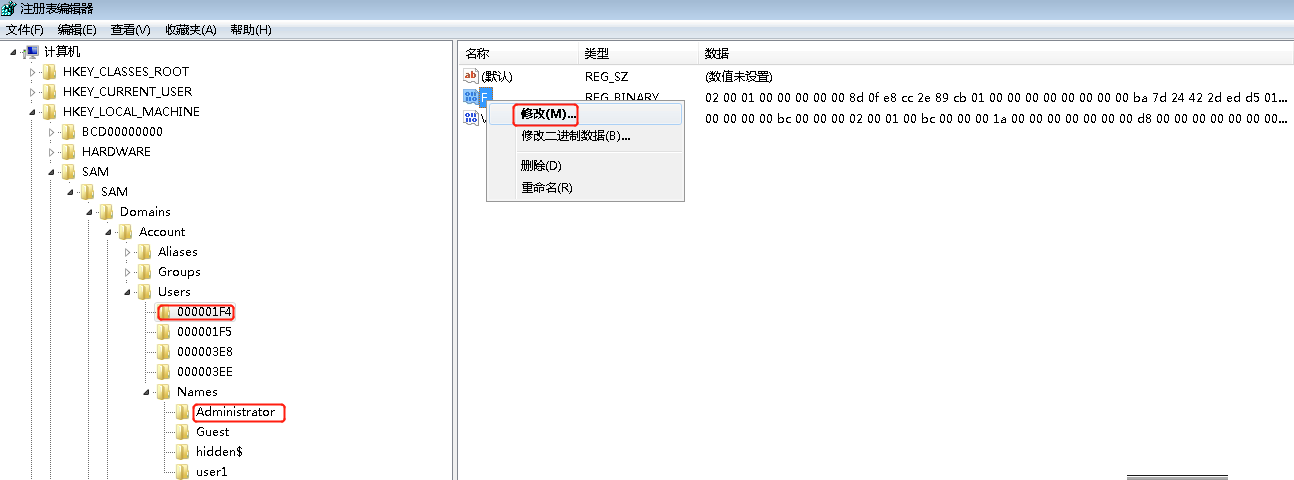 注册表编辑器
文件(F) 编辑(E) 查看(V) 收藏夹(A) 帮助(H)
计算机
HKEY_CLASSES_ROOT
HKEY_CURRENT_USER
HKEY_LOCAL_MACHINE
BCD00000000
HARDWARE
SAM
SAM
Domains
Account
Aliases
Groups
Users
000001F4
000001F5
000003E8
000003EE
Names
Administrator
Guest
hidden$
user1
名称 类型 数据
(默认) REG_SZ (数值未设置)
F REG_BINARY 02 00 01 00 00 00 00 00 8d 0f e8 cc 2e 89 cb 01 00 00 00 00 00 00 00 00 ba 7d 24 42 2d ed d5 01...
00 00 00 00 bc 00 00 00 02 00 01 00 bc 00 00 00 1a 00 00 00 00 00 00 00 d8 00 00 00 00 00 00 00...
修改(M)...
修改二进制数据(B)...
删除(D)
重命名(R)